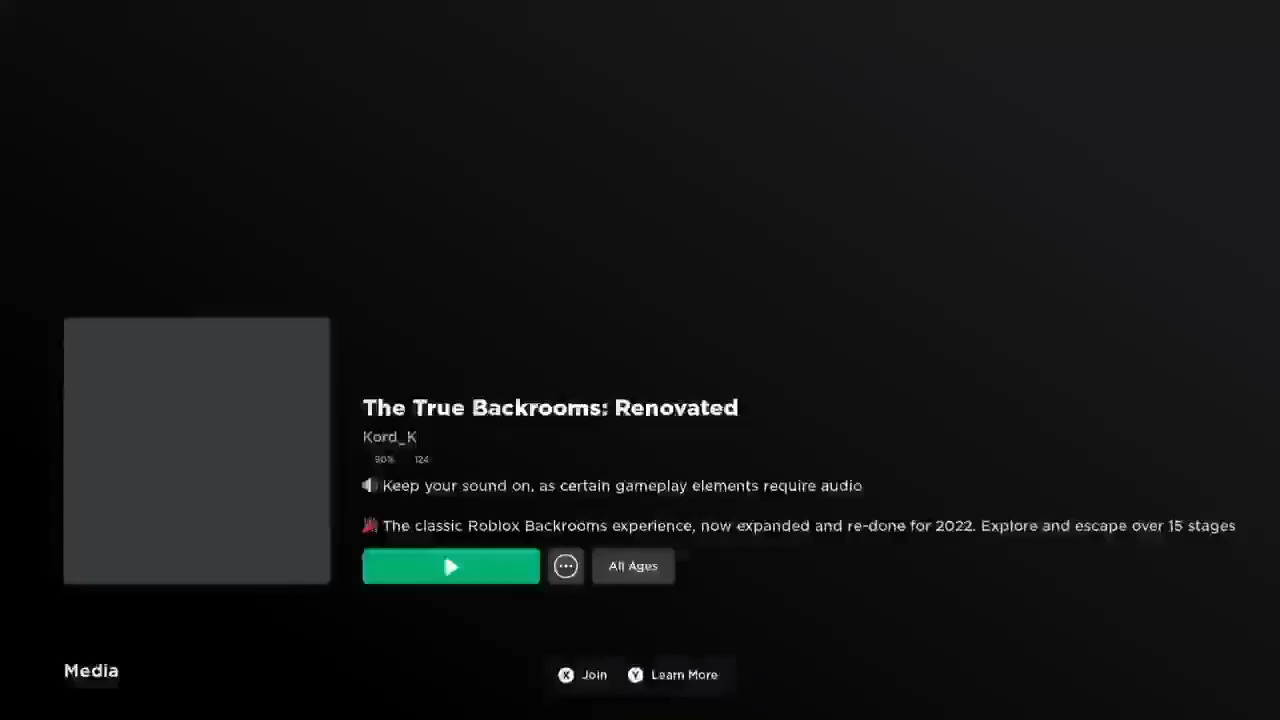 The True Backrooms: Renovated
Kord_K
90% 124
Keep your sound on, as certain gameplay elements require audio
The classic Roblox Backrooms experience, now expanded and re-done for 2022. Explore and escape over 15 stages
All Ages
Media
X Join Y Learn More